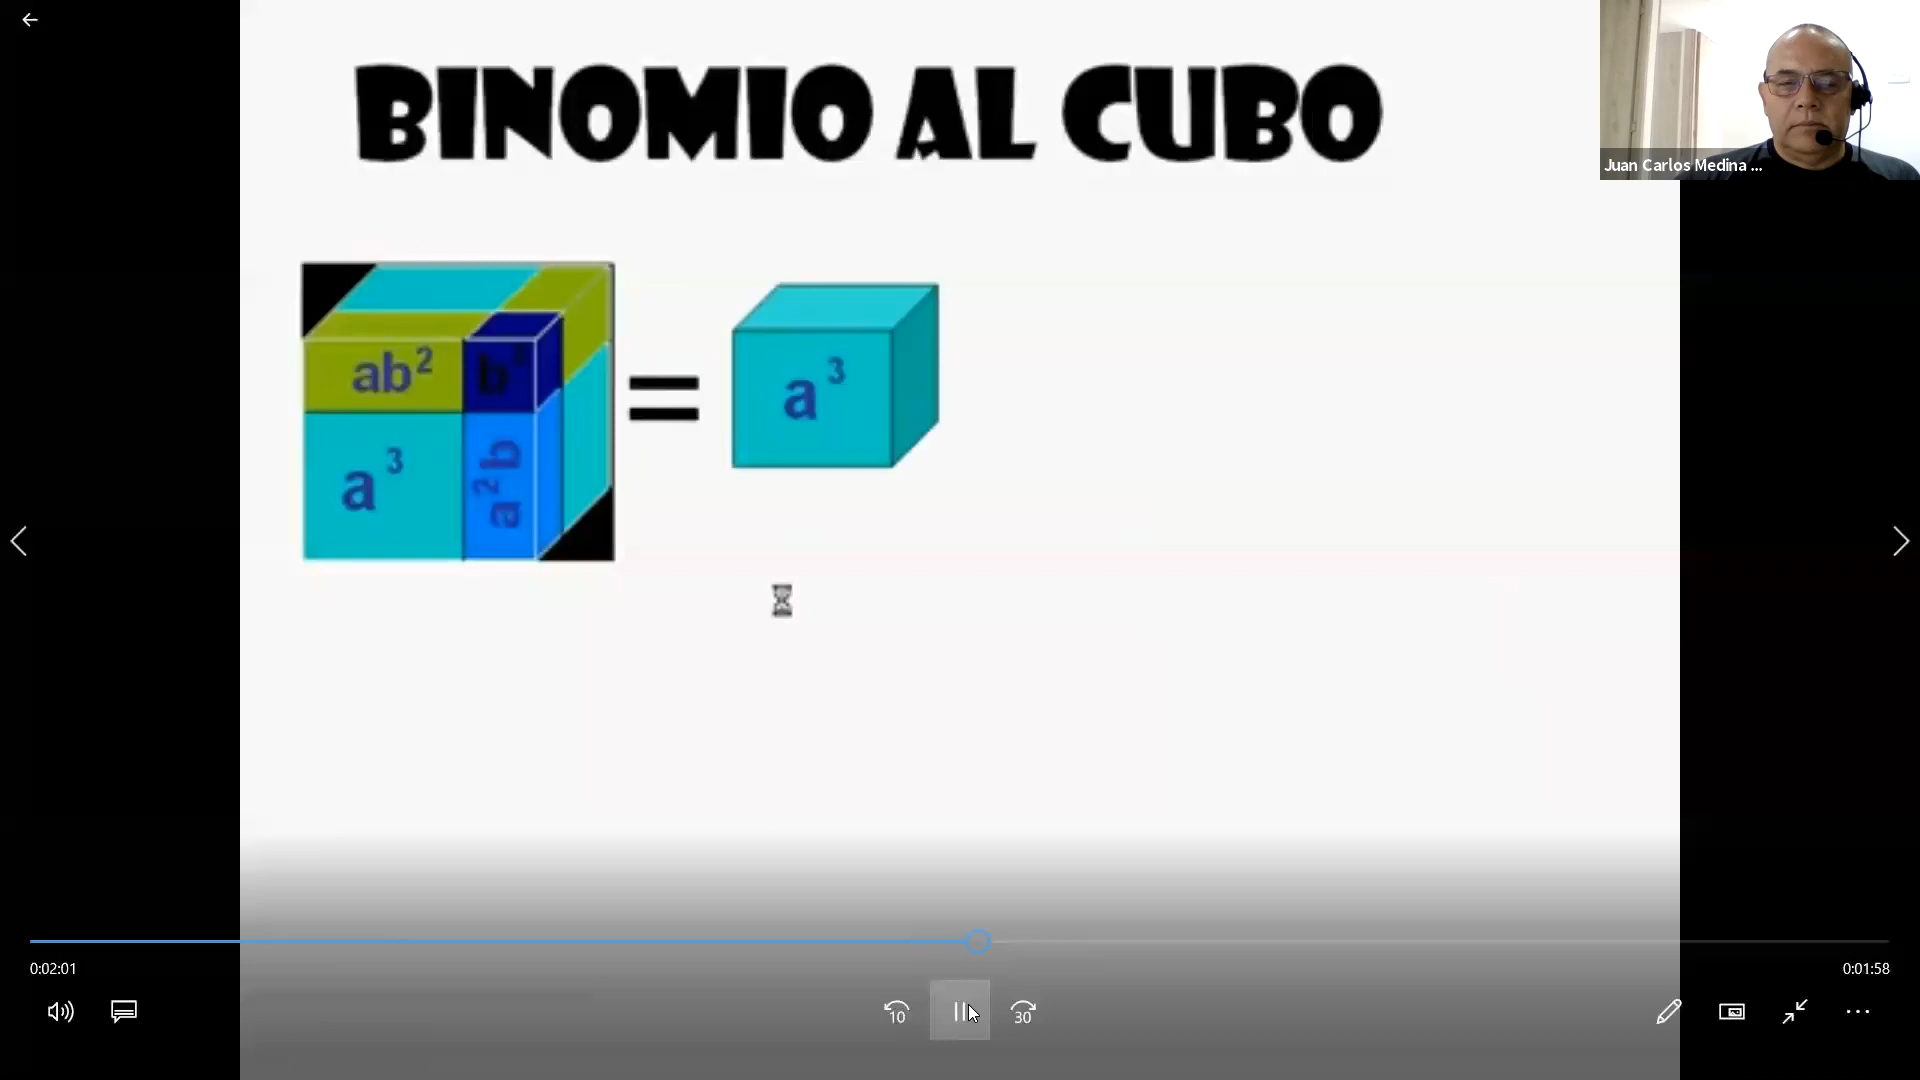 BINOMIO AL CUBO
Juan Carlos Medina ...
ab²
b³
a³
a²b
=
a³
0:02:01
0:01:58
10
30